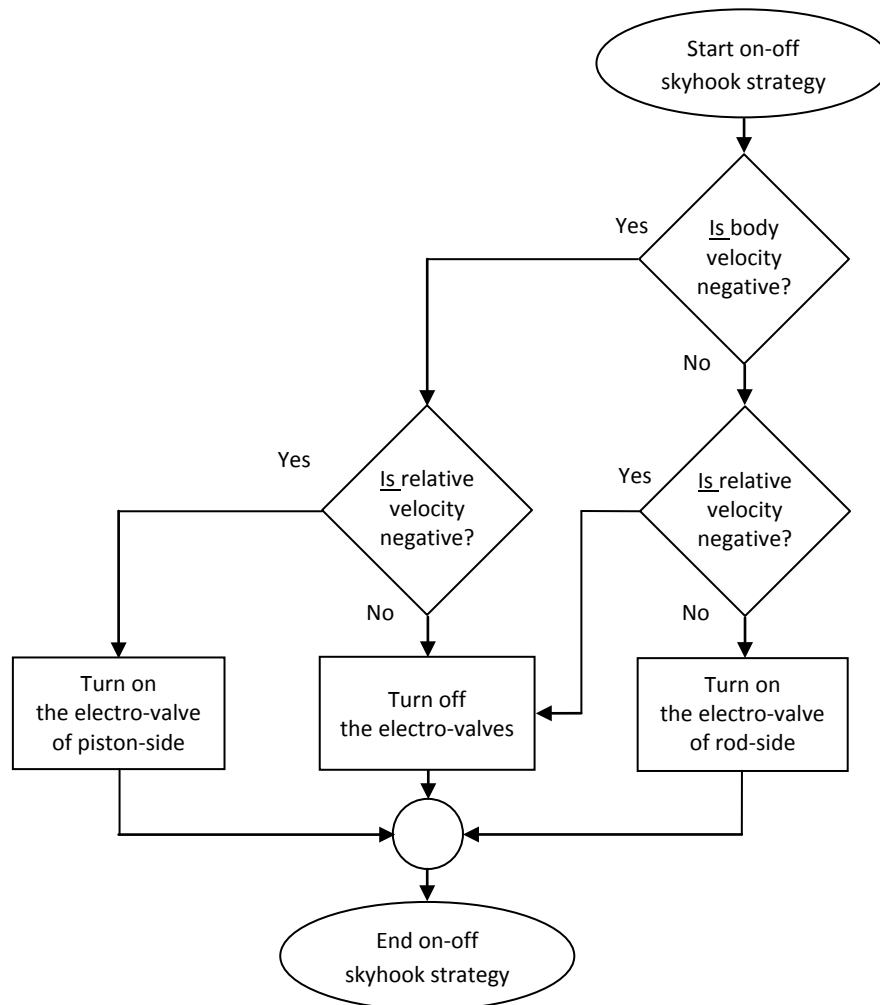 Start on-off
skyhook strategy
Yes
Is body
velocity
negative?
No
Yes
Is relative
velocity
negative?
No
Yes
Is relative
velocity
negative?
No
Turn on
the electro-valve
of piston-side
Turn off
the electro-valves
Turn on
the electro-valve
of rod-side
End on-off
skyhook strategy